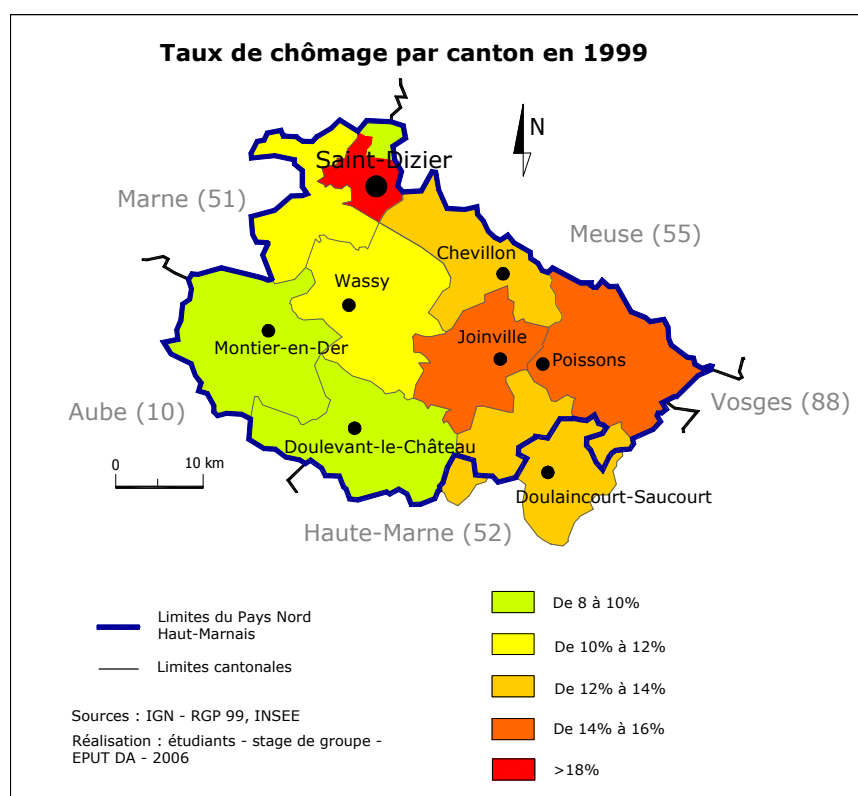 Taux de chômage par canton en 1999
N
Saint-Dizier
Marne (51)
Meuse (55)
Chevillon
Wassy
Joinville
Montier-en-Der
Poissons
Aube (10)
Vosges (88)
Doulevant-le-Château
0 10 km
Doulaincourt-Saucourt
Haute-Marne (52)
Limites du Pays Nord
Haut-Marnais
Limites cantonales
Sources : IGN - RGP 99, INSEE
Réalisation : étudiants - stage de groupe -
EPUT DA - 2006
De 8 à 10%
De 10% à 12%
De 12% à 14%
De 14% à 16%
>18%